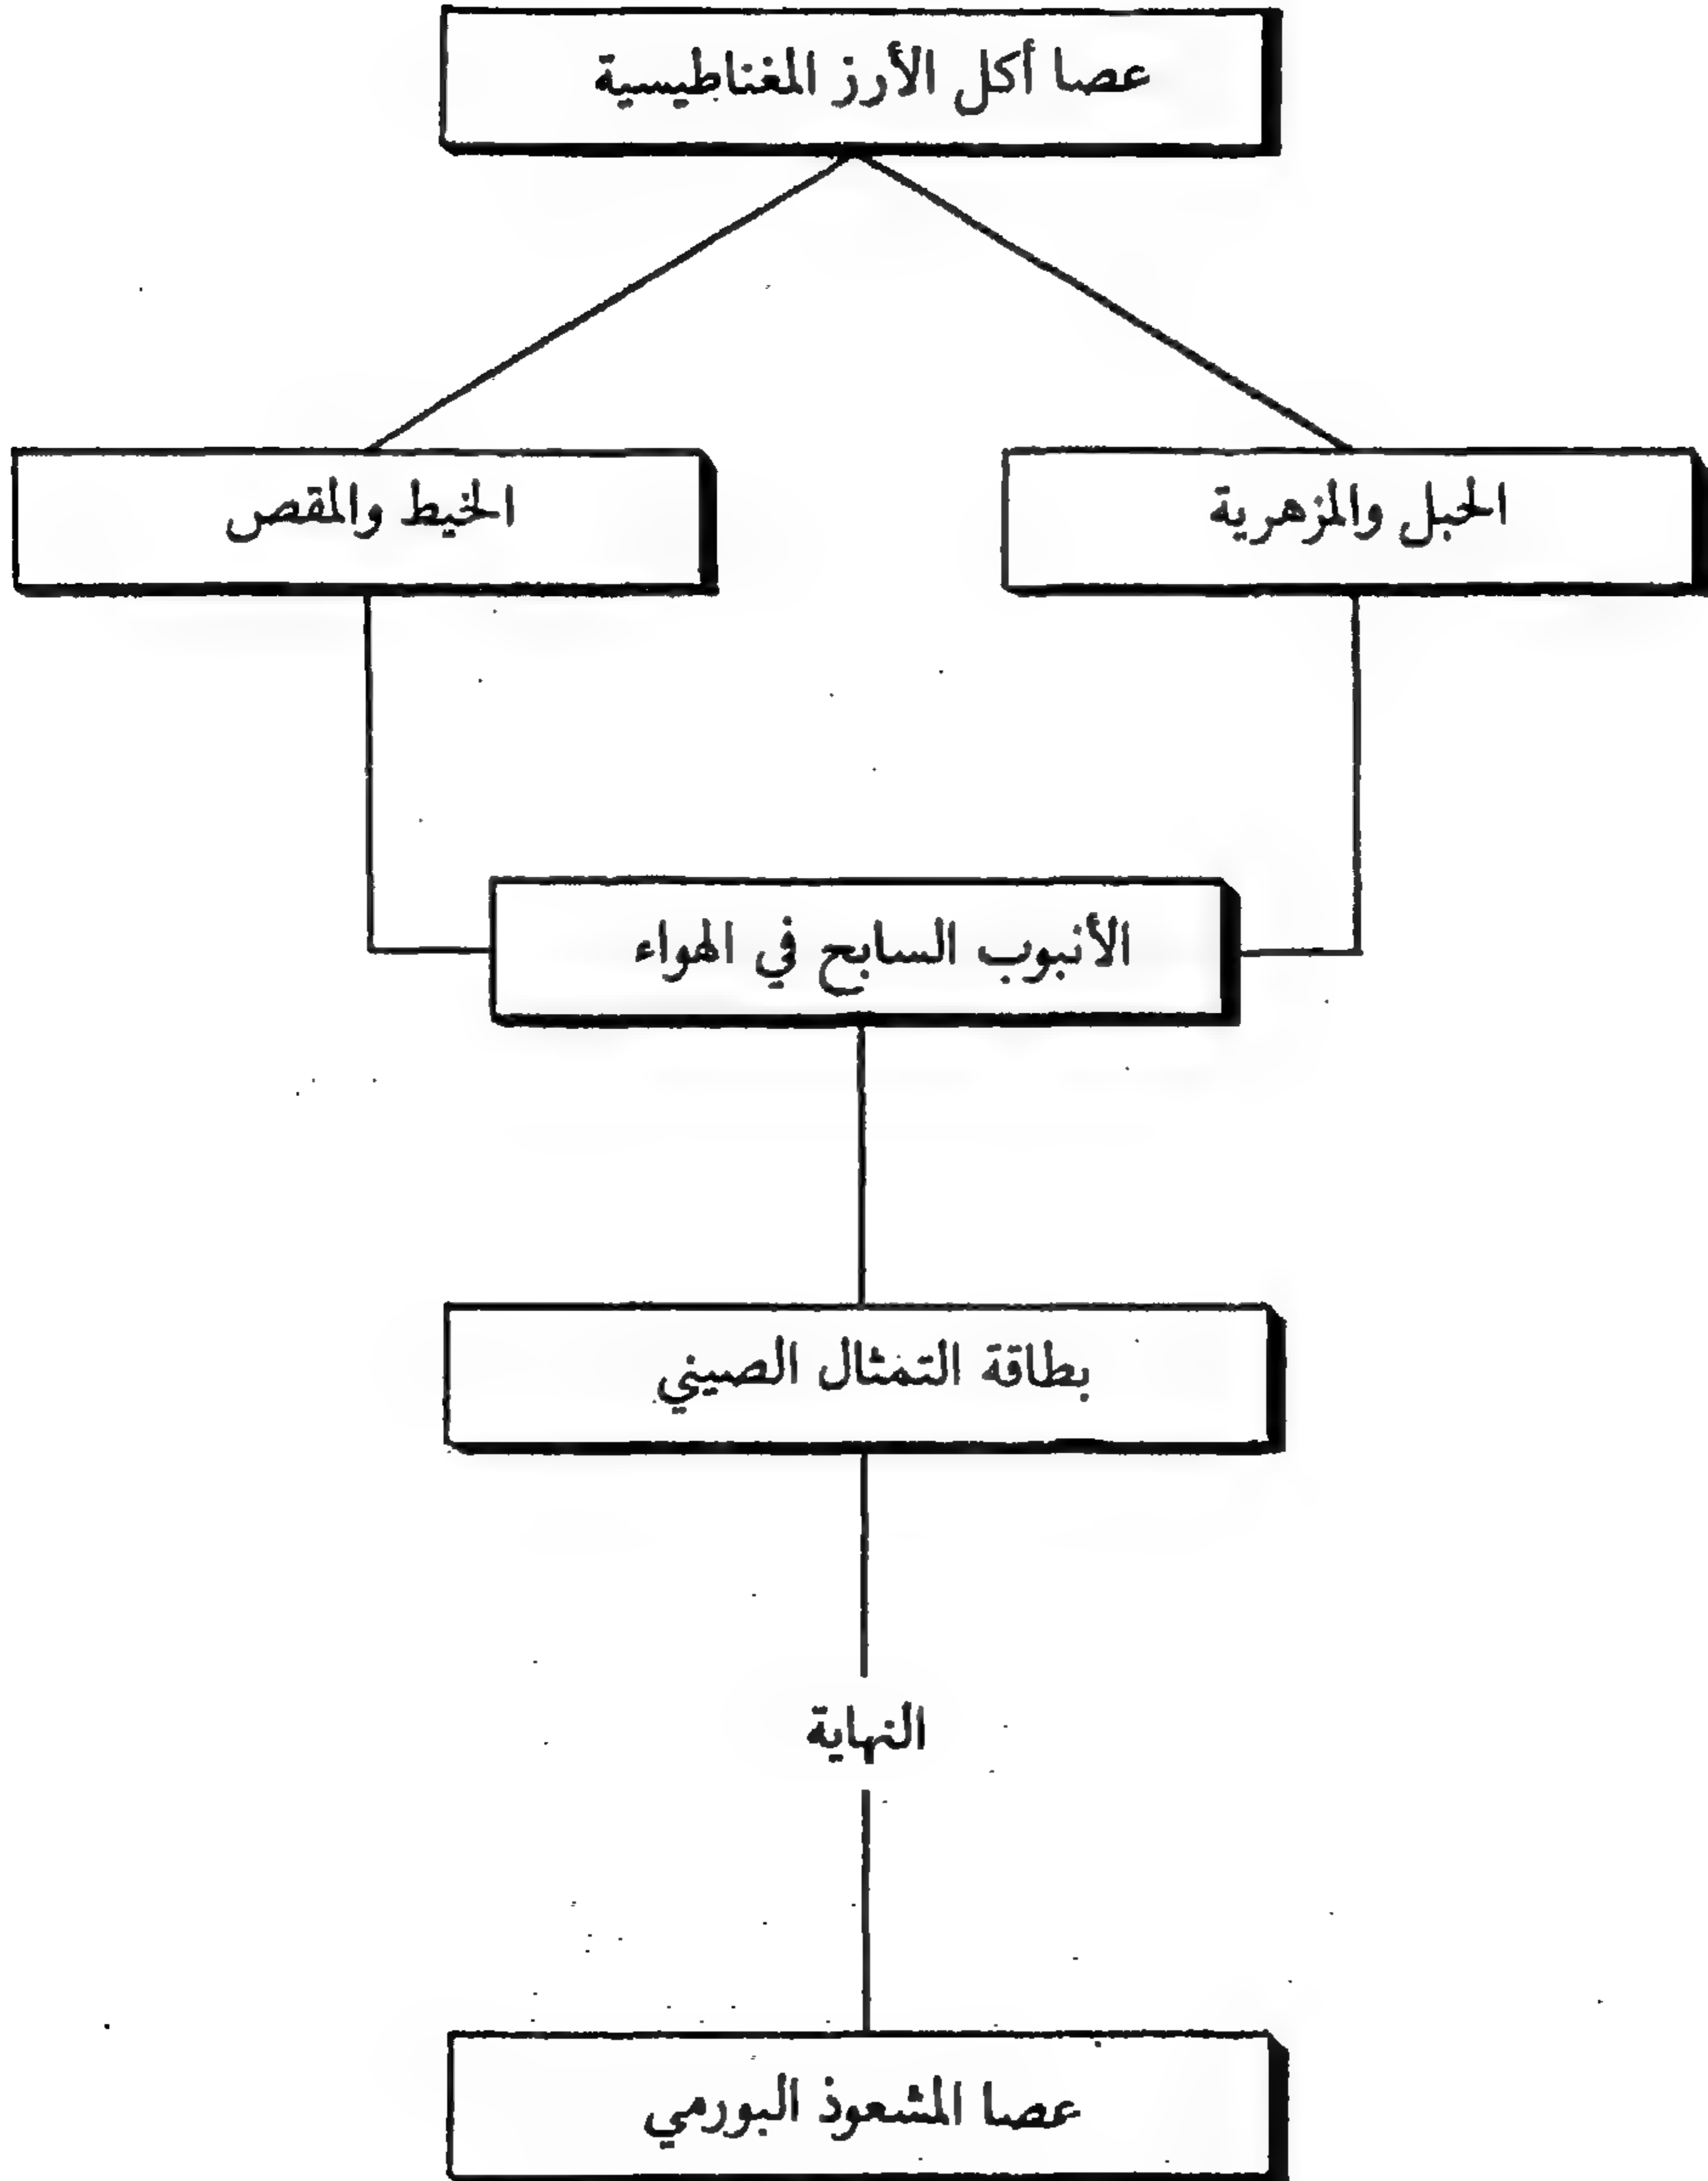 عصا أكل الأرز المغناطيسية
الحبل والمزهرية
الخيط والمقص
الأنبوب السابح في الهواء
بطاقة التمثال الصيني
النهاية
عصا المشعوذ البورمي